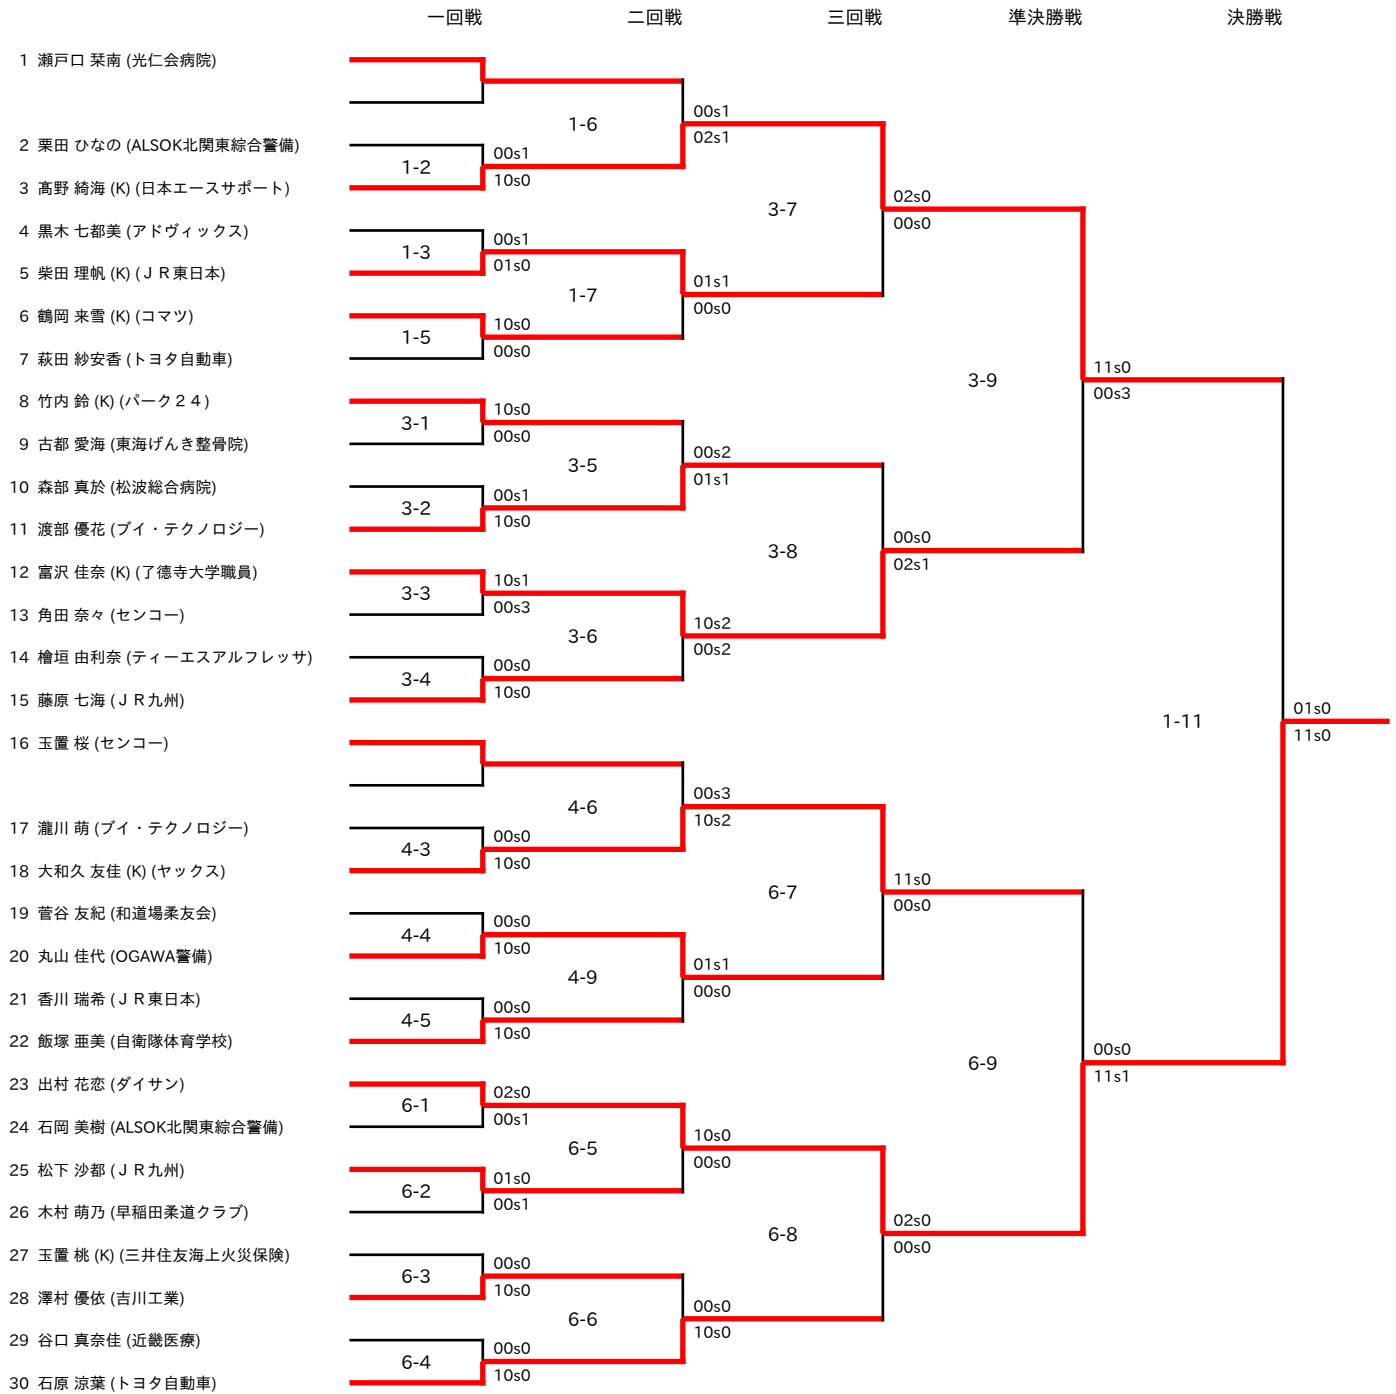 一回戦 二回戦 三回戦 準決勝戦 決勝戦
1 瀬戸口 栞南 (光仁会病院)
00s1
1-6
02s1
2 栗田 ひなの (ALSOK北関東綜合警備)
00s1
1-2
10s0
3 髙野 綺海 (K) (日本エースサポート)
02s0
3-7
00s0
4 黒木 七都美 (アドヴィックス)
00s1
1-3
01s0
5 柴田 理帆 (K) (ＪＲ東日本)
01s1
1-7
00s0
6 鶴岡 来雪 (K) (コマツ)
10s0
1-5
00s0
7 萩田 紗安香 (トヨタ自動車)
11s0
3-9
00s3
8 竹内 鈴 (K) (パーク２４)
10s0
3-1
00s0
9 古都 愛海 (東海げんき整骨院)
00s2
3-5
01s1
10 森部 真於 (松波総合病院)
00s1
3-2
10s0
11 渡部 優花 (ブイ・テクノロジー)
00s0
3-8
02s1
12 富沢 佳奈 (K) (了德寺大学職員)
10s1
3-3
00s3
13 角田 奈々 (センコー)
10s2
3-6
00s2
14 檜垣 由利奈 (ティーエスアルフレッサ)
00s0
3-4
10s0
15 藤原 七海 (ＪＲ九州)
01s0
1-11
11s0
16 玉置 桜 (センコー)
00s3
4-6
10s2
17 瀧川 萌 (ブイ・テクノロジー)
00s0
4-3
10s0
18 大和久 友佳 (K) (ヤックス)
11s0
6-7
00s0
19 菅谷 友紀 (和道場柔友会)
00s0
4-4
10s0
20 丸山 佳代 (OGAWA警備)
01s1
4-9
00s0
21 香川 瑞希 (ＪＲ東日本)
00s0
4-5
10s0
22 飯塚 亜美 (自衛隊体育学校)
00s0
6-9
11s1
23 出村 花恋 (ダイサン)
02s0
6-1
00s1
24 石岡 美樹 (ALSOK北関東綜合警備)
10s0
6-5
00s0
25 松下 沙都 (ＪＲ九州)
01s0
6-2
00s1
26 木村 萌乃 (早稲田柔道クラブ)
02s0
6-8
00s0
27 玉置 桃 (K) (三井住友海上火災保険)
00s0
6-3
10s0
28 澤村 優依 (吉川工業)
00s0
6-6
10s0
29 谷口 真奈佳 (近畿医療)
00s0
6-4
10s0
30 石原 涼葉 (トヨタ自動車)